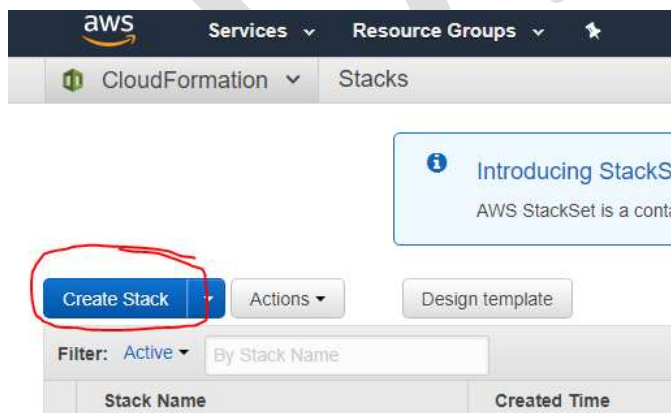 aws Services Resource Groups
CloudFormation Stacks
Introducing StackS
AWS StackSet is a conta
Create Stack Actions Design template
Filter: Active By Stack Name
Stack Name Created Time